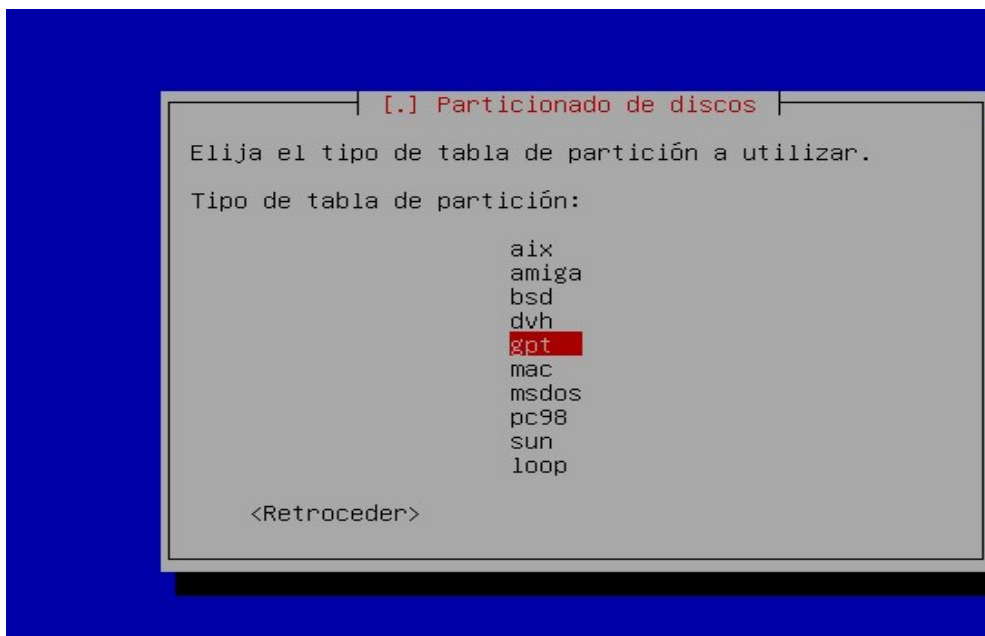 [.] Particionado de discos
Elija el tipo de tabla de partición a utilizar.
Tipo de tabla de partición:
aix
amiga
bsd
dvh
gpt
mac
msdos
pc98
sun
loop
<Retroceder>